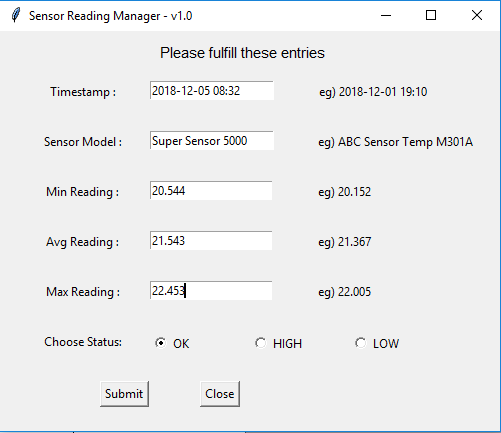 Sensor Reading Manager - v1.0
Please fulfill these entries
Timestamp : 2018-12-05 08:32 eg) 2018-12-01 19:10
Sensor Model : Super Sensor 5000 eg) ABC Sensor Temp M301A
Min Reading : 20.544 eg) 20.152
Avg Reading : 21.543 eg) 21.367
Max Reading : 22.453 eg) 22.005
Choose Status: OK HIGH LOW
Submit Close